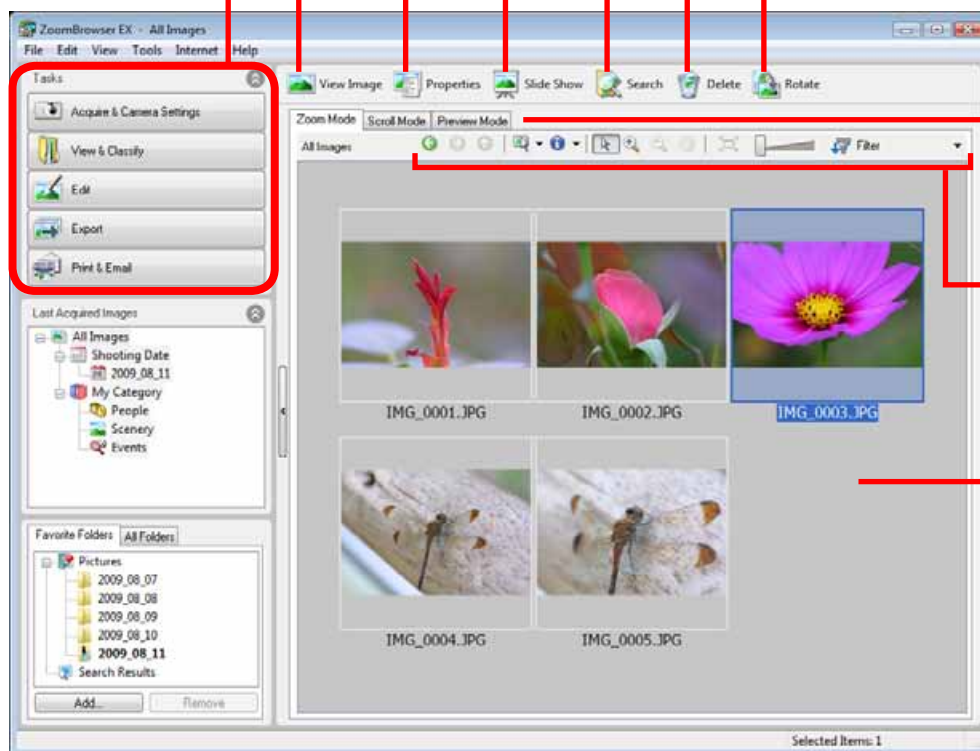 ZoomBrowser EX - All Images
File Edit View Tools Internet Help
Tasks
Acquire & Camera Settings
View & Classify
Edit
Export
Print & Email
Last Acquired Images
All Images
Shooting Date
2009_08_11
My Category
People
Scenery
Events
Favorite Folders All Folders
Pictures
2009_08_07
2009_08_08
2009_08_09
2009_08_10
2009_08_11
Search Results
Add... Remove
View Image Properties Slide Show Search Delete Rotate
Zoom Mode Scroll Mode Preview Mode
All Images Filter
IMG_0001.JPG IMG_0002.JPG IMG_0003.JPG
IMG_0004.JPG IMG_0005.JPG
Selected Items: 1